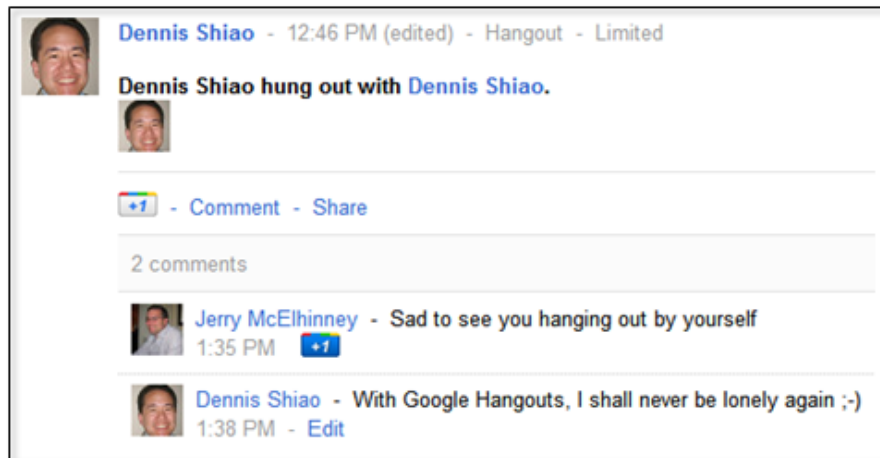 Dennis Shiao - 12:46 PM (edited) - Hangout - Limited
Dennis Shiao hung out with Dennis Shiao.
+1 - Comment - Share
2 comments
Jerry McElhinney - Sad to see you hanging out by yourself
1:35 PM +1
Dennis Shiao - With Google Hangouts, I shall never be lonely again ;-)
1:38 PM - Edit